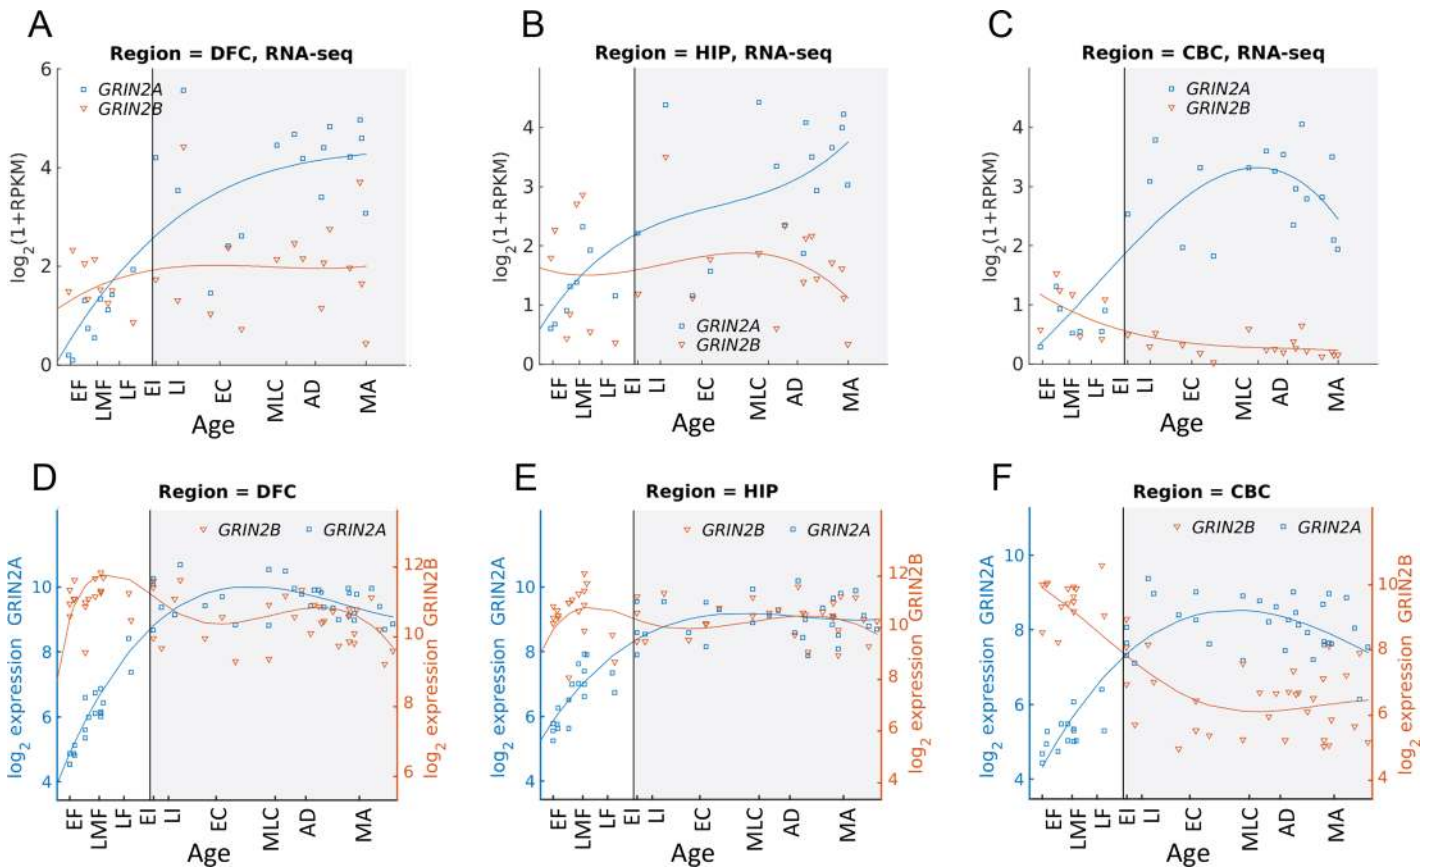 A
Region = DFC, RNA-seq
GRIN2A
GRIN2B
log2(1+RPKM)
6
4
2
0
EF
LMF
LF
EI
LI
EC
MLC
AD
MA
Age
B
Region = HIP, RNA-seq
log2(1+RPKM)
4
3
2
1
0
GRIN2A
GRIN2B
EF
LMF
LF
EI
LI
EC
MLC
AD
MA
Age
C
Region = CBC, RNA-seq
GRIN2A
GRIN2B
log2(1+RPKM)
4
3
2
1
0
EF
LMF
LF
EI
LI
EC
MLC
AD
MA
Age
D
Region = DFC
GRIN2B GRIN2A
log2 expression GRIN2A
10
8
6
4
12
10
8
6
log2 expression GRIN2B
EF
LMF
LF
EI
LI
EC
MLC
AD
MA
Age
E
Region = HIP
GRIN2B GRIN2A
log2 expression GRIN2A
10
8
6
4
12
10
8
6
4
log2 expression GRIN2B
EF
LMF
LF
EI
LI
EC
MLC
AD
MA
Age
F
Region = CBC
GRIN2B GRIN2A
log2 expression GRIN2A
10
8
6
4
10
8
6
4
log2 expression GRIN2B
EF
LMF
LF
EI
LI
EC
MLC
AD
MA
Age